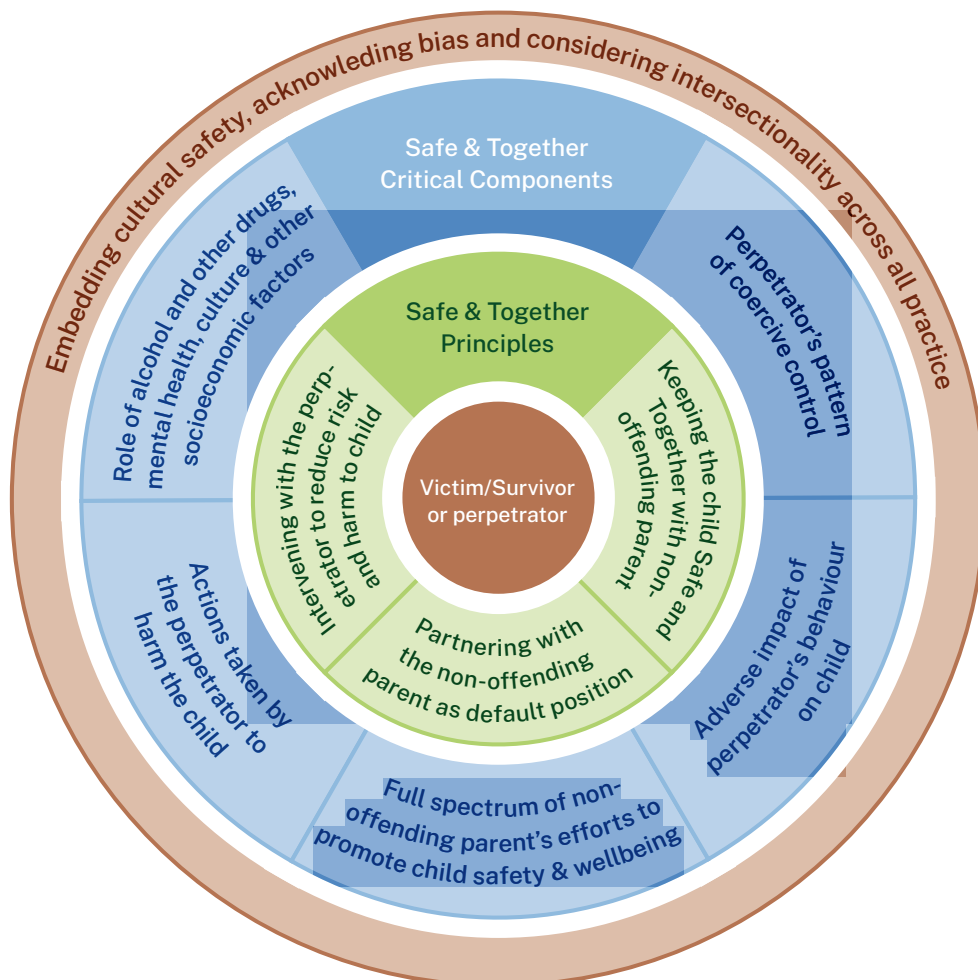 Embedding cultural safety, acknowleding bias and considering intersectionality across all practice
Safe & Together
Critical Components
Perpetrator's pattern
of coercive control
Adverse impact of
perpetrator's behaviour
on child
Full spectrum of non-
offending parent's efforts to
promote child safety & wellbeing
Actions taken by
the perpetrator to
harm the child
Role of alcohol and other drugs,
mental health, culture & other
socioeconomic factors
Safe & Together
Principles
Keeping the child Safe and
Together with non-
offending parent
Partnering with
the non-offending
parent as default position
Intervening with the perp-
etrator to reduce risk
and harm to child
Victim/Survivor
or perpetrator